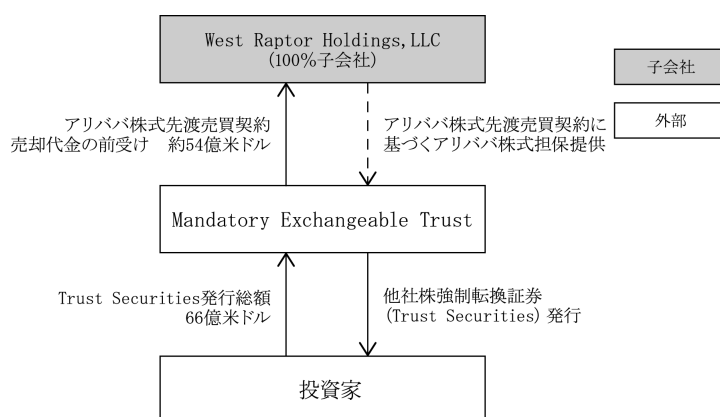 West Raptor Holdings,LLC
(100%子会社)
子会社
外部
アリババ株式先渡売買契約
売却代金の前受け　約54億米ドル
アリババ株式先渡売買契約に
基づくアリババ株式担保提供
Mandatory Exchangeable Trust
Trust Securities発行総額
66億米ドル
他社株強制転換証券
(Trust Securities) 発行
投資家